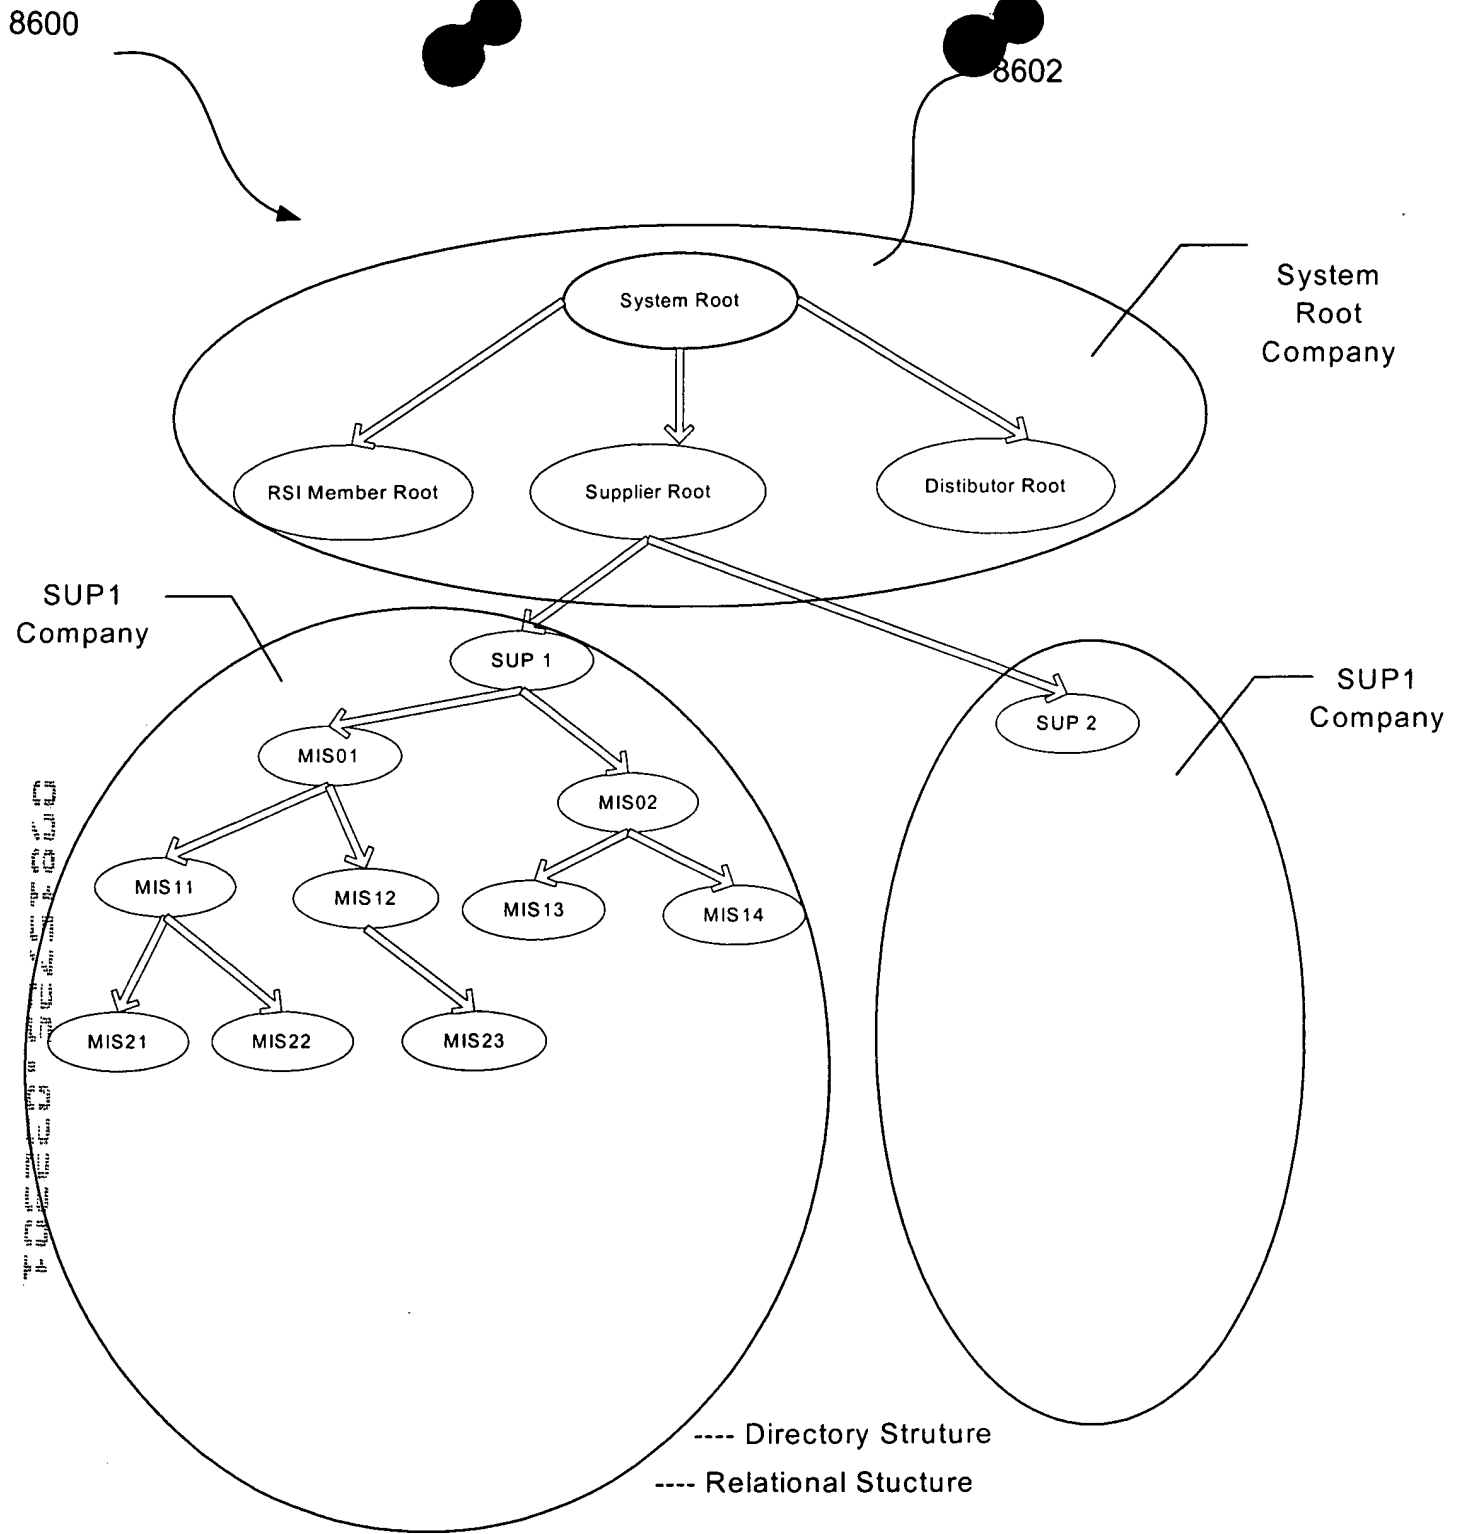 8600
8602
System Root
System
Root
Company
RSI Member Root
Supplier Root
Distibutor Root
SUP1
Company
SUP 1
SUP1
Company
SUP 2
MIS01
MIS02
MIS11
MIS12
MIS13
MIS14
MIS21
MIS22
MIS23
---- Directory Struture
---- Relational Stucture